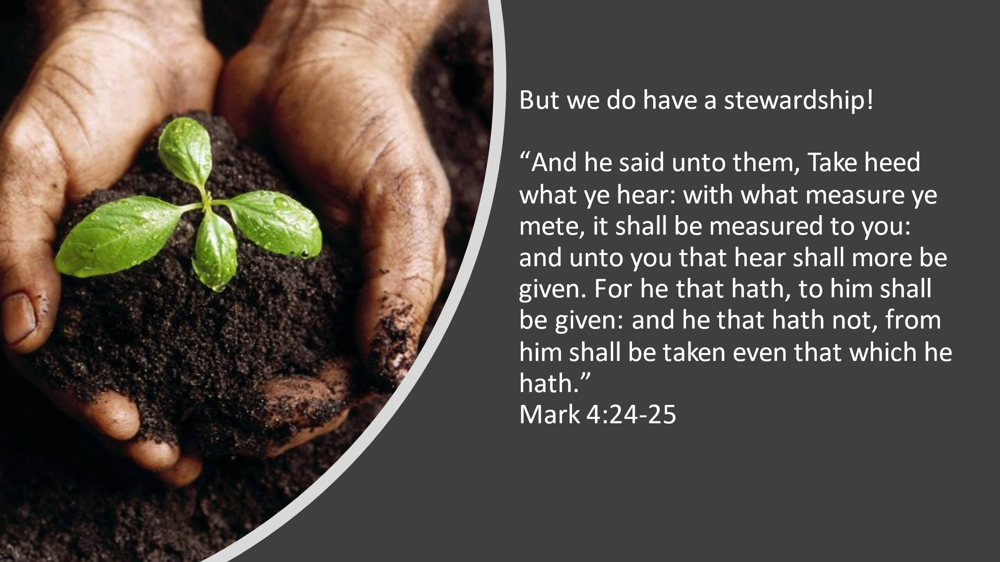 But we do have a stewardship!
“And he said unto them, Take heed
what ye hear: with what measure ye
mete, it shall be measured to you:
and unto you that hear shall more be
given. For he that hath, to him shall
be given: and he that hath not, from
him shall be taken even that which he
hath.”
Mark 4:24-25